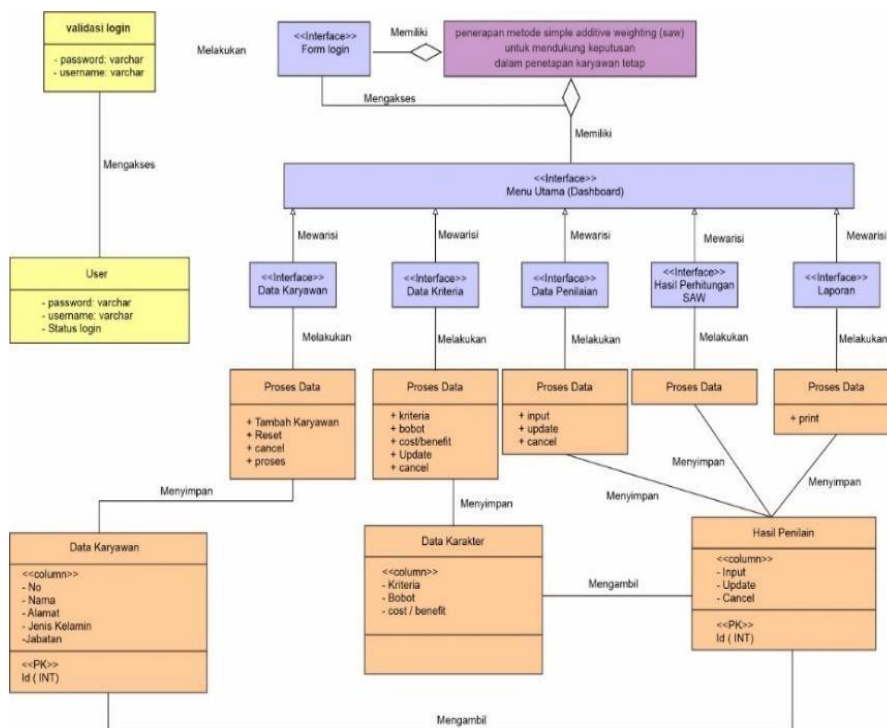 validasi login
- password: varchar
- username: varchar
Melakukan
<<Interface>>
Form login
Memiliki
penerapan metode simple additive weighting (saw)
untuk mendukung keputusan
dalam penetapan karyawan tetap
Mengakses
Memiliki
Mengakses
<<Interface>>
Menu Utama (Dashboard)
Mewarisi
Mewarisi
Mewarisi
Mewarisi
Mewarisi
User
- password: varchar
- username: varchar
- Status login
<<Interface>>
Data Karyawan
<<Interface>>
Data Kriteria
<<Interface>>
Data Penilaian
<<Interface>>
Hasil Perhitungan
SAW
<<Interface>>
Laporan
Melakukan
Melakukan
Melakukan
Melakukan
Melakukan
Proses Data
+ Tambah Karyawan
+ Reset
+ cancel
+ proses
Proses Data
+ kriteria
+ bobot
+ cost/benefit
+ Update
+ cancel
Proses Data
+ input
+ update
+ cancel
Proses Data
Proses Data
+ print
Menyimpan
Menyimpan
Menyimpan
Menyimpan
Menyimpan
Data Karyawan
<<column>>
- No
- Nama
- Alamat
- Jenis Kelamin
-Jabatan
<<PK>>
Id ( INT)
Data Karakter
<<column>>
- Kriteria
- Bobot
- cost / benefit
Mengambil
Hasil Penilain
<<column>>
- Input
- Update
- Cancel
<<PK>>
Id ( INT)
Mengambil